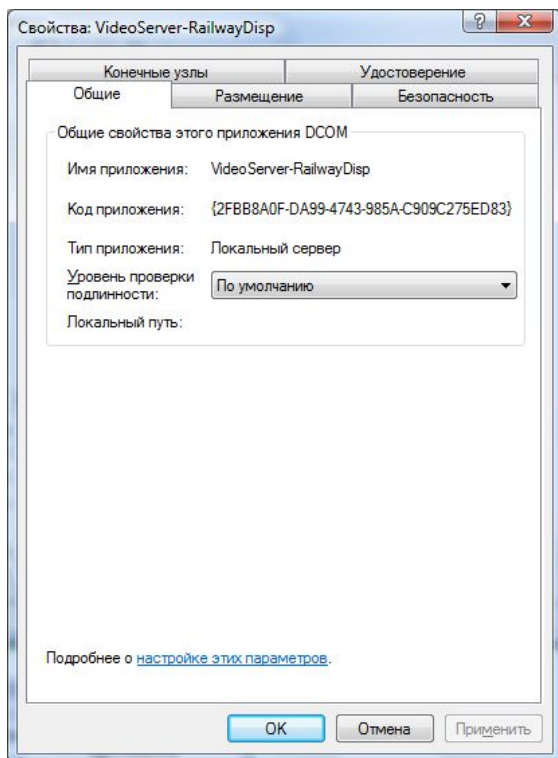 Свойства: VideoServer-RailwayDisp
Конечные узлы
Удостоверение
Общие
Размещение
Безопасность
Общие свойства этого приложения DCOM
Имя приложения: VideoServer-RailwayDisp
Код приложения: {2FBB8A0F-DA99-4743-985A-C909C275ED83}
Тип приложения: Локальный сервер
Уровень проверки
подлинности:
По умолчанию
Локальный путь:
Подробнее о настройке этих параметров.
OK
Отмена
Применить